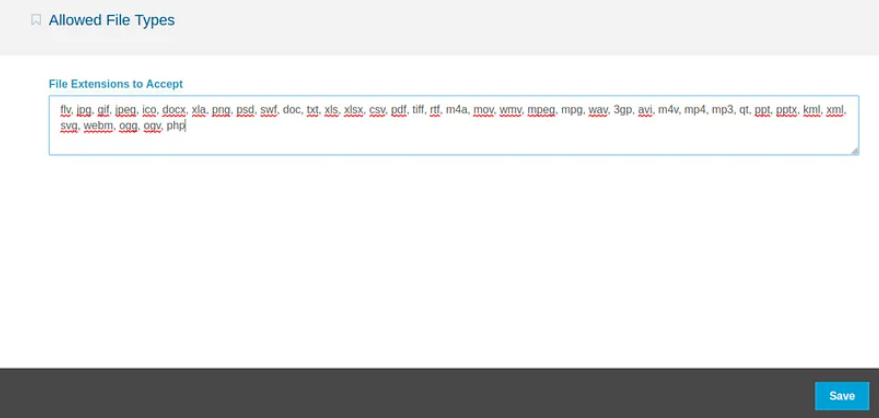 Allowed File Types
File Extensions to Accept
flv, jpg, gif, jpeg, ico, docx, xla, png, psd, swf, doc, txt, xls, xlsx, csv, pdf, tiff, rtf, m4a, mov, wmv, mpeg, mpg, wav, 3gp, avi, m4v, mp4, mp3, qt, ppt, pptx, kml, xml,
svg, webm, ogg, ogv, php
Save